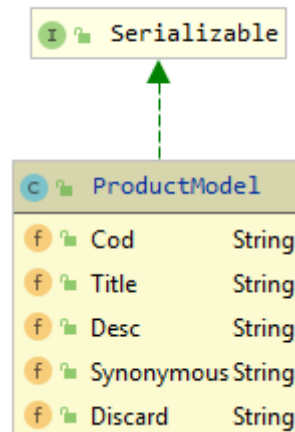 I Serializable
C ProductModel
f Cod String
f Title String
f Desc String
f Synonymous String
f Discard String